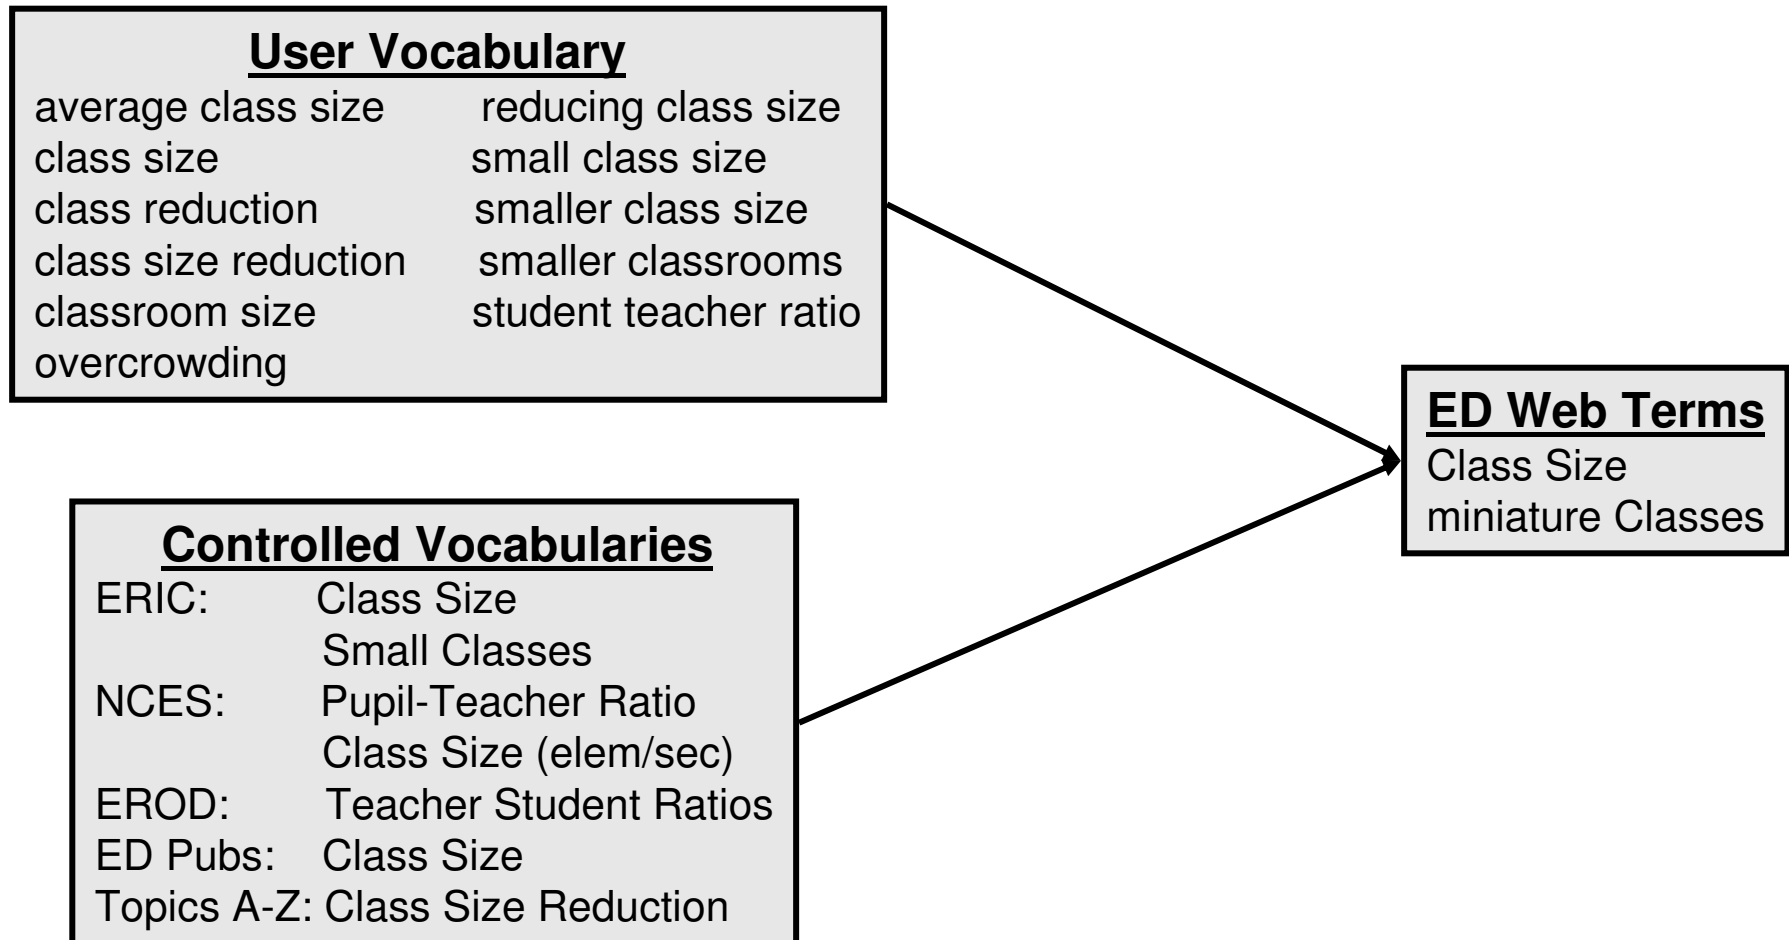 User Vocabulary
average class size reducing class size
class size small class size
class reduction smaller class size
class size reduction smaller classrooms
classroom size student teacher ratio
overcrowding
ED Web Terms
Class Size
miniature Classes
Controlled Vocabularies
ERIC: Class Size
Small Classes
NCES: Pupil-Teacher Ratio
Class Size (elem/sec)
EROD: Teacher Student Ratios
ED Pubs: Class Size
Topics A-Z: Class Size Reduction